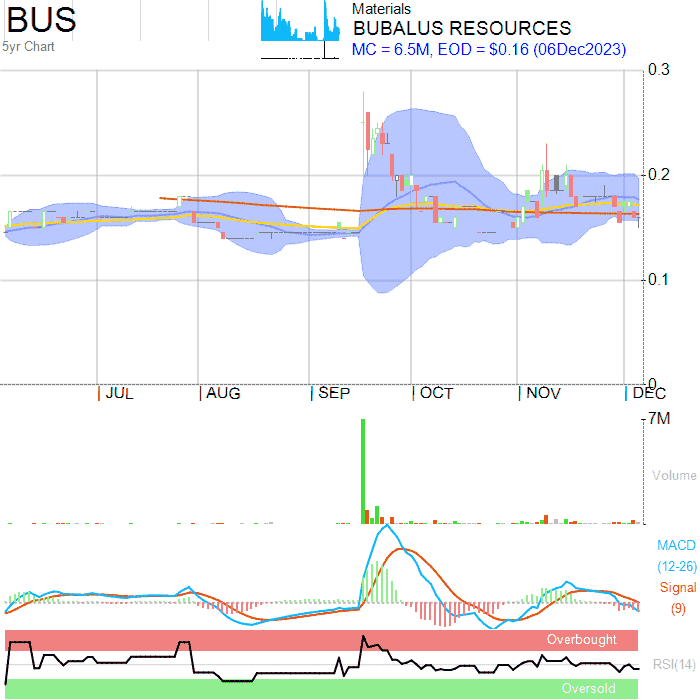 BUS
5yr Chart
Materials
BUBALUS RESOURCES
MC = 6.5M, EOD = $0.16 (06Dec2023)
0.3
0.2
0.1
0
JUL AUG SEP OCT NOV DEC
7M
Volume
MACD
(12-26)
Signal
(9)
Overbought
RSI(14)
Oversold